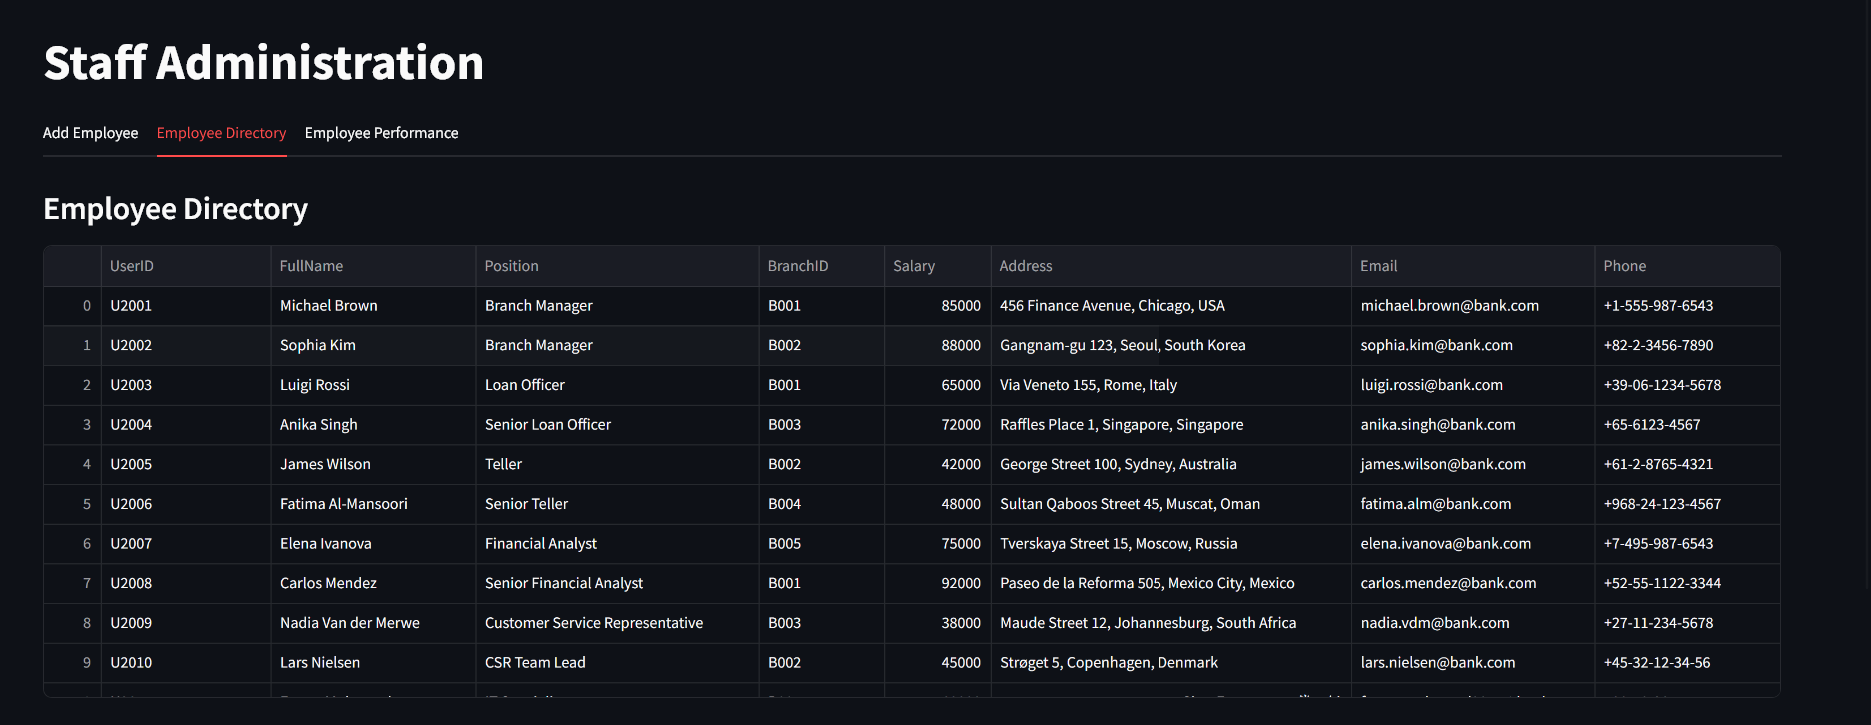 Staff Administration
Add Employee Employee Directory Employee Performance
Employee Directory
UserID FullName Position BranchID Salary Address Email Phone
0 U2001 Michael Brown Branch Manager B001 85000 456 Finance Avenue, Chicago, USA michael.brown@bank.com +1-555-987-6543
1 U2002 Sophia Kim Branch Manager B002 88000 Gangnam-gu 123, Seoul, South Korea sophia.kim@bank.com +82-2-3456-7890
2 U2003 Luigi Rossi Loan Officer B001 65000 Via Veneto 155, Rome, Italy luigi.rossi@bank.com +39-06-1234-5678
3 U2004 Anika Singh Senior Loan Officer B003 72000 Raffles Place 1, Singapore, Singapore anika.singh@bank.com +65-6123-4567
4 U2005 James Wilson Teller B002 42000 George Street 100, Sydney, Australia james.wilson@bank.com +61-2-8765-4321
5 U2006 Fatima Al-Mansoori Senior Teller B004 48000 Sultan Qaboos Street 45, Muscat, Oman fatima.alm@bank.com +968-24-123-4567
6 U2007 Elena Ivanova Financial Analyst B005 75000 Tverskaya Street 15, Moscow, Russia elena.ivanova@bank.com +7-495-987-6543
7 U2008 Carlos Mendez Senior Financial Analyst B001 92000 Paseo de la Reforma 505, Mexico City, Mexico carlos.mendez@bank.com +52-55-1122-3344
8 U2009 Nadia Van der Merwe Customer Service Representative B003 38000 Maude Street 12, Johannesburg, South Africa nadia.vdm@bank.com +27-11-234-5678
9 U2010 Lars Nielsen CSR Team Lead B002 45000 Strøget 5, Copenhagen, Denmark lars.nielsen@bank.com +45-32-12-34-56